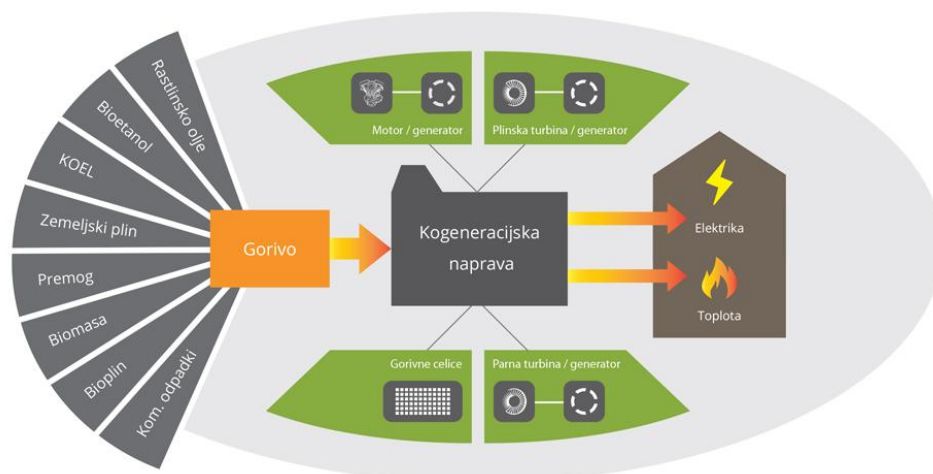 Rastlinsko olje
Bioetanol
KOEL
Zemeljski plin
Premog
Biomasa
Bioplin
Kom. odpadki
Gorivo
Motor / generator
Plinska turbina / generator
Kogeneracijska
naprava
Gorivne celice
Parna turbina / generator
Elektrika
Toplota